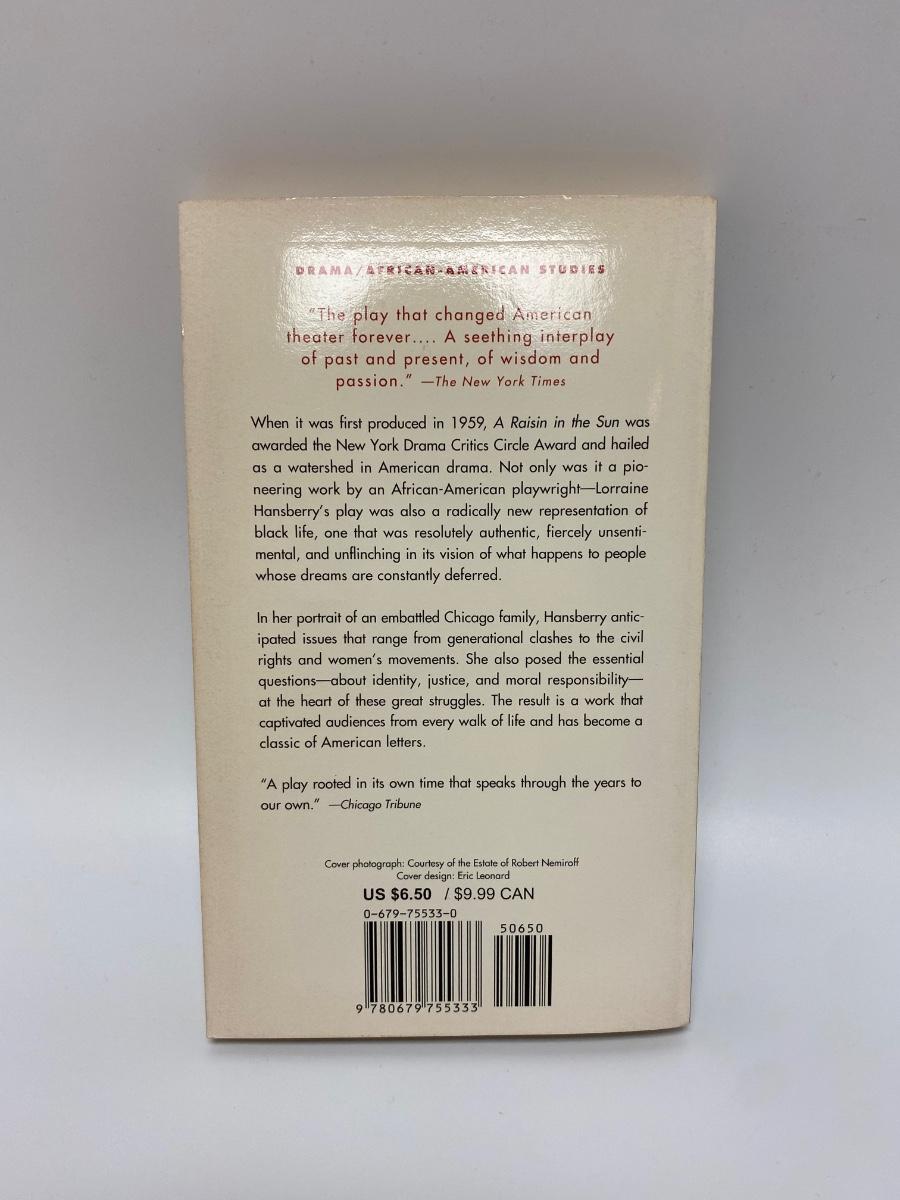 DRAMA/AFRICAN-AMERICAN STUDIES
"The play that changed American
theater forever.... A seething interplay
of past and present, of wisdom and
passion." —The New York Times
When it was first produced in 1959, A Raisin in the Sun was
awarded the New York Drama Critics Circle Award and hailed
as a watershed in American drama. Not only was it a pio-
neering work by an African-American playwright—Lorraine
Hansberry's play was also a radically new representation of
black life, one that was resolutely authentic, fiercely unsenti-
mental, and unflinching in its vision of what happens to people
whose dreams are constantly deferred.
In her portrait of an embattled Chicago family, Hansberry antic-
ipated issues that range from generational clashes to the civil
rights and women's movements. She also posed the essential
questions—about identity, justice, and moral responsibility—
at the heart of these great struggles. The result is a work that
captivated audiences from every walk of life and has become a
classic of American letters.
"A play rooted in its own time that speaks through the years to
our own." —Chicago Tribune
Cover photograph: Courtesy of the Estate of Robert Nemiroff
Cover design: Eric Leonard
US $6.50 / $9.99 CAN
0-679-75533-0
50650
9 780679 755333